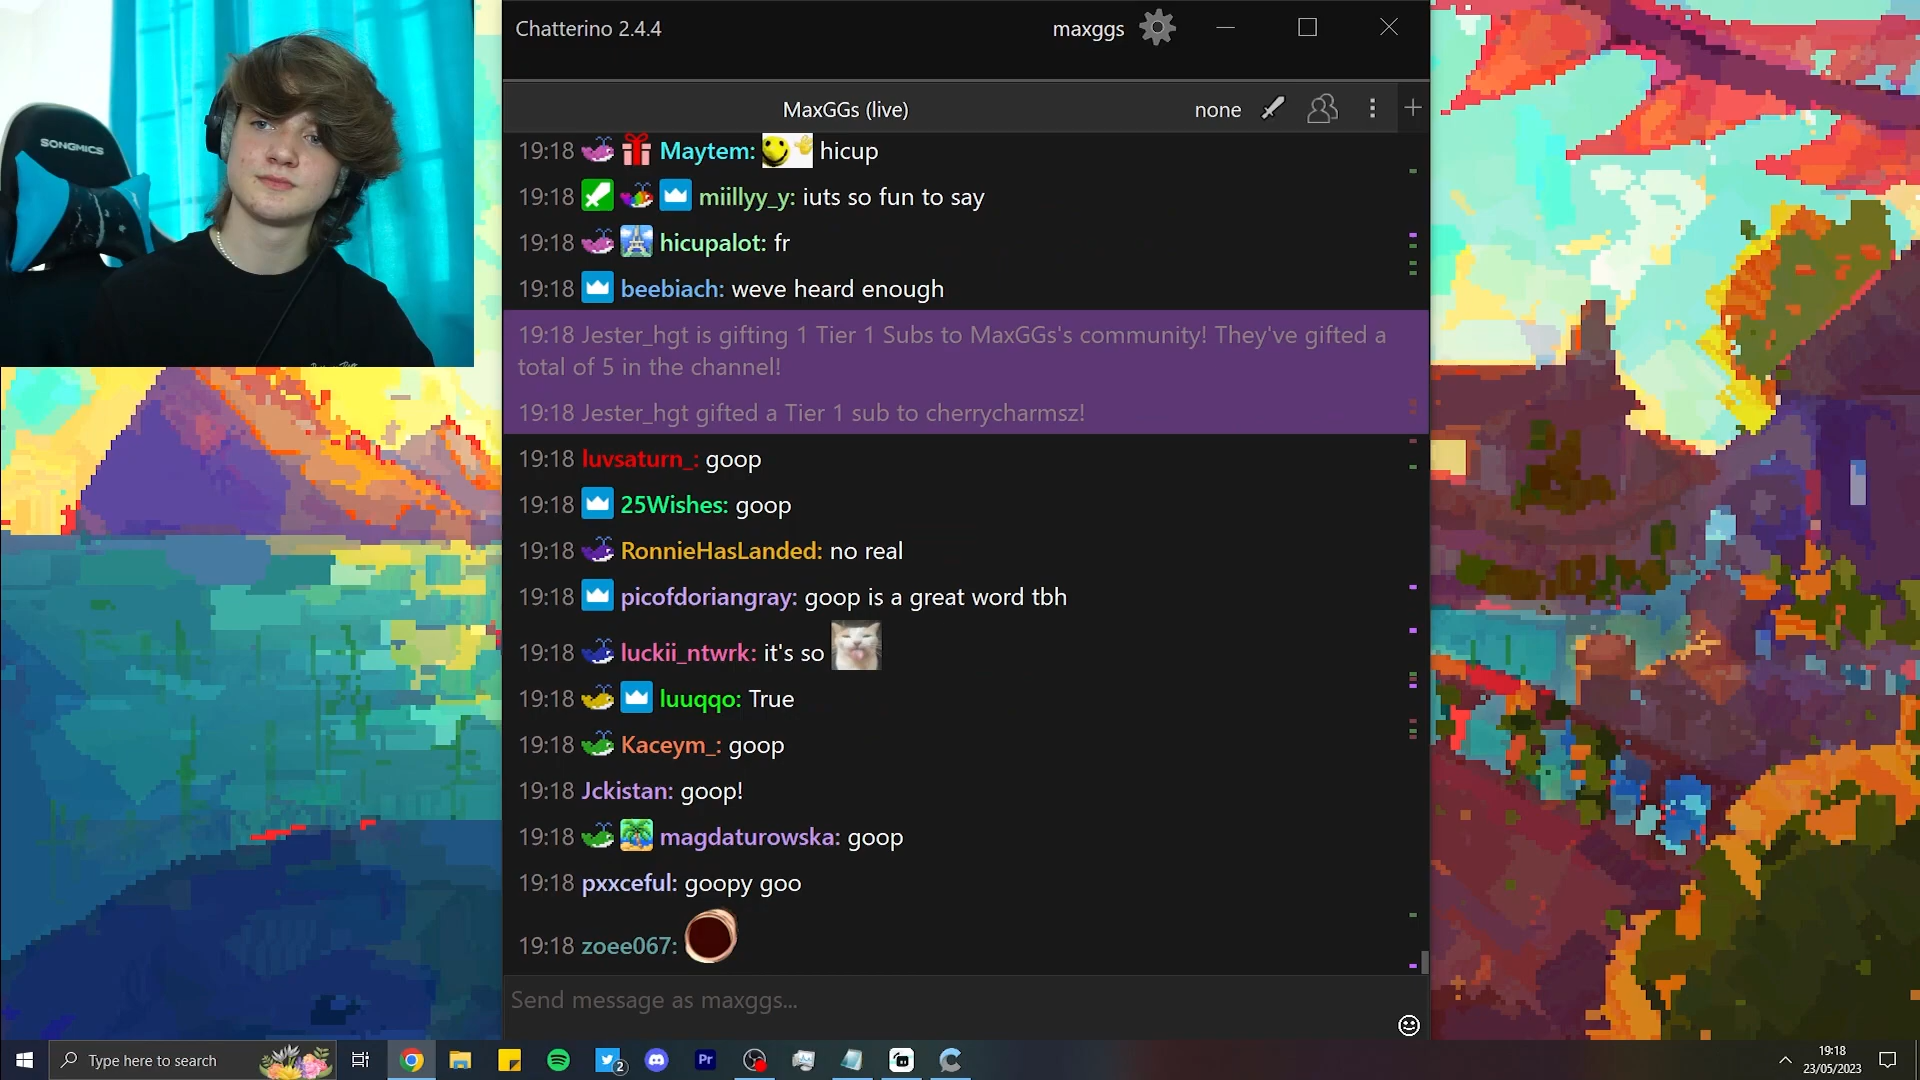 SONGMICS
Chatterino 2.4.4
maxggs
MaxGGs (live)
none
19:18 Maytem: hicup
19:18 miillyy_y: iuts so fun to say
19:18 hicupalot: fr
19:18 beebiach: weve heard enough
19:18 Jester_hgt is gifting 1 Tier 1 Subs to MaxGGs's community! They've gifted a
total of 5 in the channel!
19:18 Jester_hgt gifted a Tier 1 sub to cherrycharmsz!
19:18 luvsaturn_: goop
19:18 25Wishes: goop
19:18 RonnieHasLanded: no real
19:18 picofdoriangray: goop is a great word tbh
19:18 luckii_ntwrk: it's so
19:18 luuqqo: True
19:18 Kaceym_: goop
19:18 Jckistan: goop!
19:18 magdaturowska: goop
19:18 pxxceful: goopy goo
19:18 zoee067:
Send message as maxggs...
Type here to search
2
Pr
19:18
23/05/2023